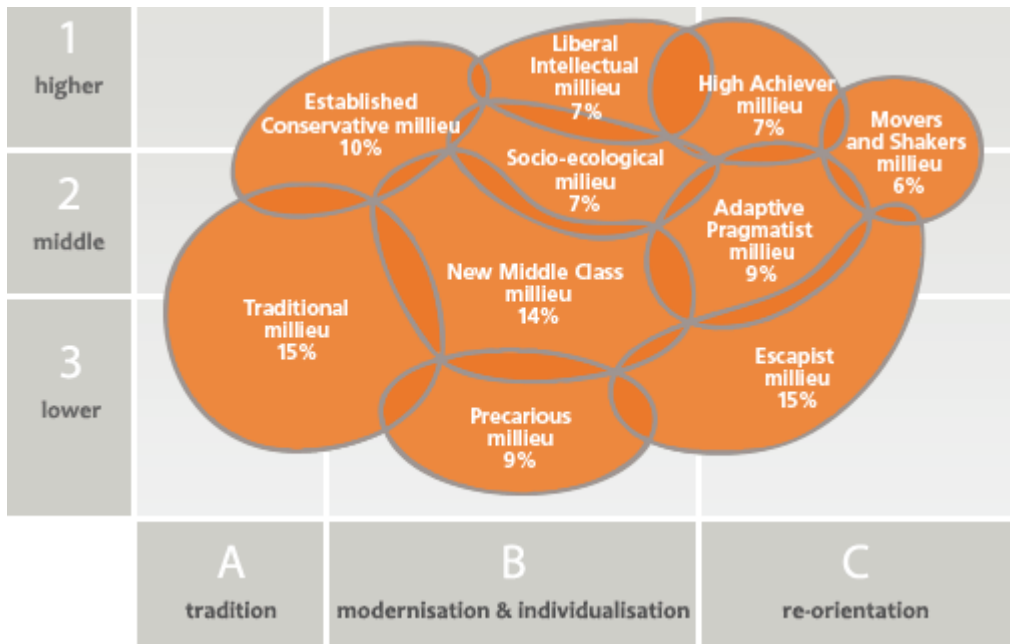 1
higher
2
middle
3
lower
Established
Conservative millieu
10%
Liberal
Intellectual
millieu
7%
High Achiever
millieu
7%
Movers
and Shakers
millieu
6%
Socio-ecological
milieu
7%
Adaptive
Pragmatist
millieu
9%
New Middle Class
millieu
14%
Traditional
millieu
15%
Escapist
millieu
15%
Precarious
millieu
9%
A
tradition
B
modernisation & individualisation
C
re-orientation